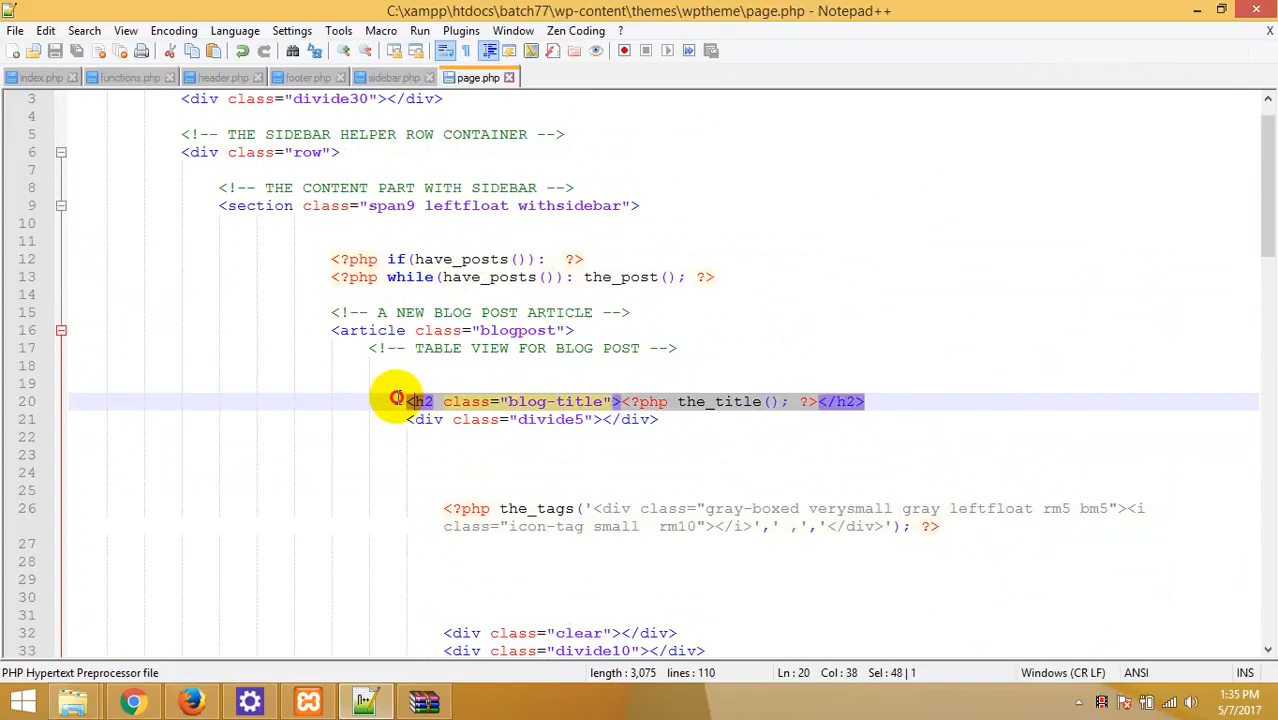 C:\xampp\htdocs\batch77\wp-content\themes\wptheme\page.php - Notepad++
File Edit Search View Encoding Language Settings Tools Macro Run Plugins Window Zen Coding ? X
index.php functions.php header.php footer.php sidebar.php page.php
3 <div class="divide30"></div>
4
5 <!-- THE SIDEBAR HELPER ROW CONTAINER -->
6 <div class="row">
7
8 <!-- THE CONTENT PART WITH SIDEBAR -->
9 <section class="span9 leftfloat withsidebar">
10
11
12 <?php if(have_posts()): ?>
13 <?php while(have_posts()): the_post(); ?>
14
15 <!-- A NEW BLOG POST ARTICLE -->
16 <article class="blogpost">
17 <!-- TABLE VIEW FOR BLOG POST -->
18
19
20 <h2 class="blog-title"><?php the_title(); ?></h2>
21 <div class="divide5"></div>
22
23
24
25
26 <?php the_tags('<div class="gray-boxed verysmall gray leftfloat rm5 bm5"><i
class="icon-tag small  rm10"></i>',' ,','</div>'); ?>
27
28
29
30
31
32 <div class="clear"></div>
33 <div class="divide10"></div>
PHP Hypertext Preprocessor file length : 3,075 lines : 110 Ln : 20 Col : 38 Sel : 48 | 1 Windows (CR LF) ANSI INS
1:35 PM
5/7/2017